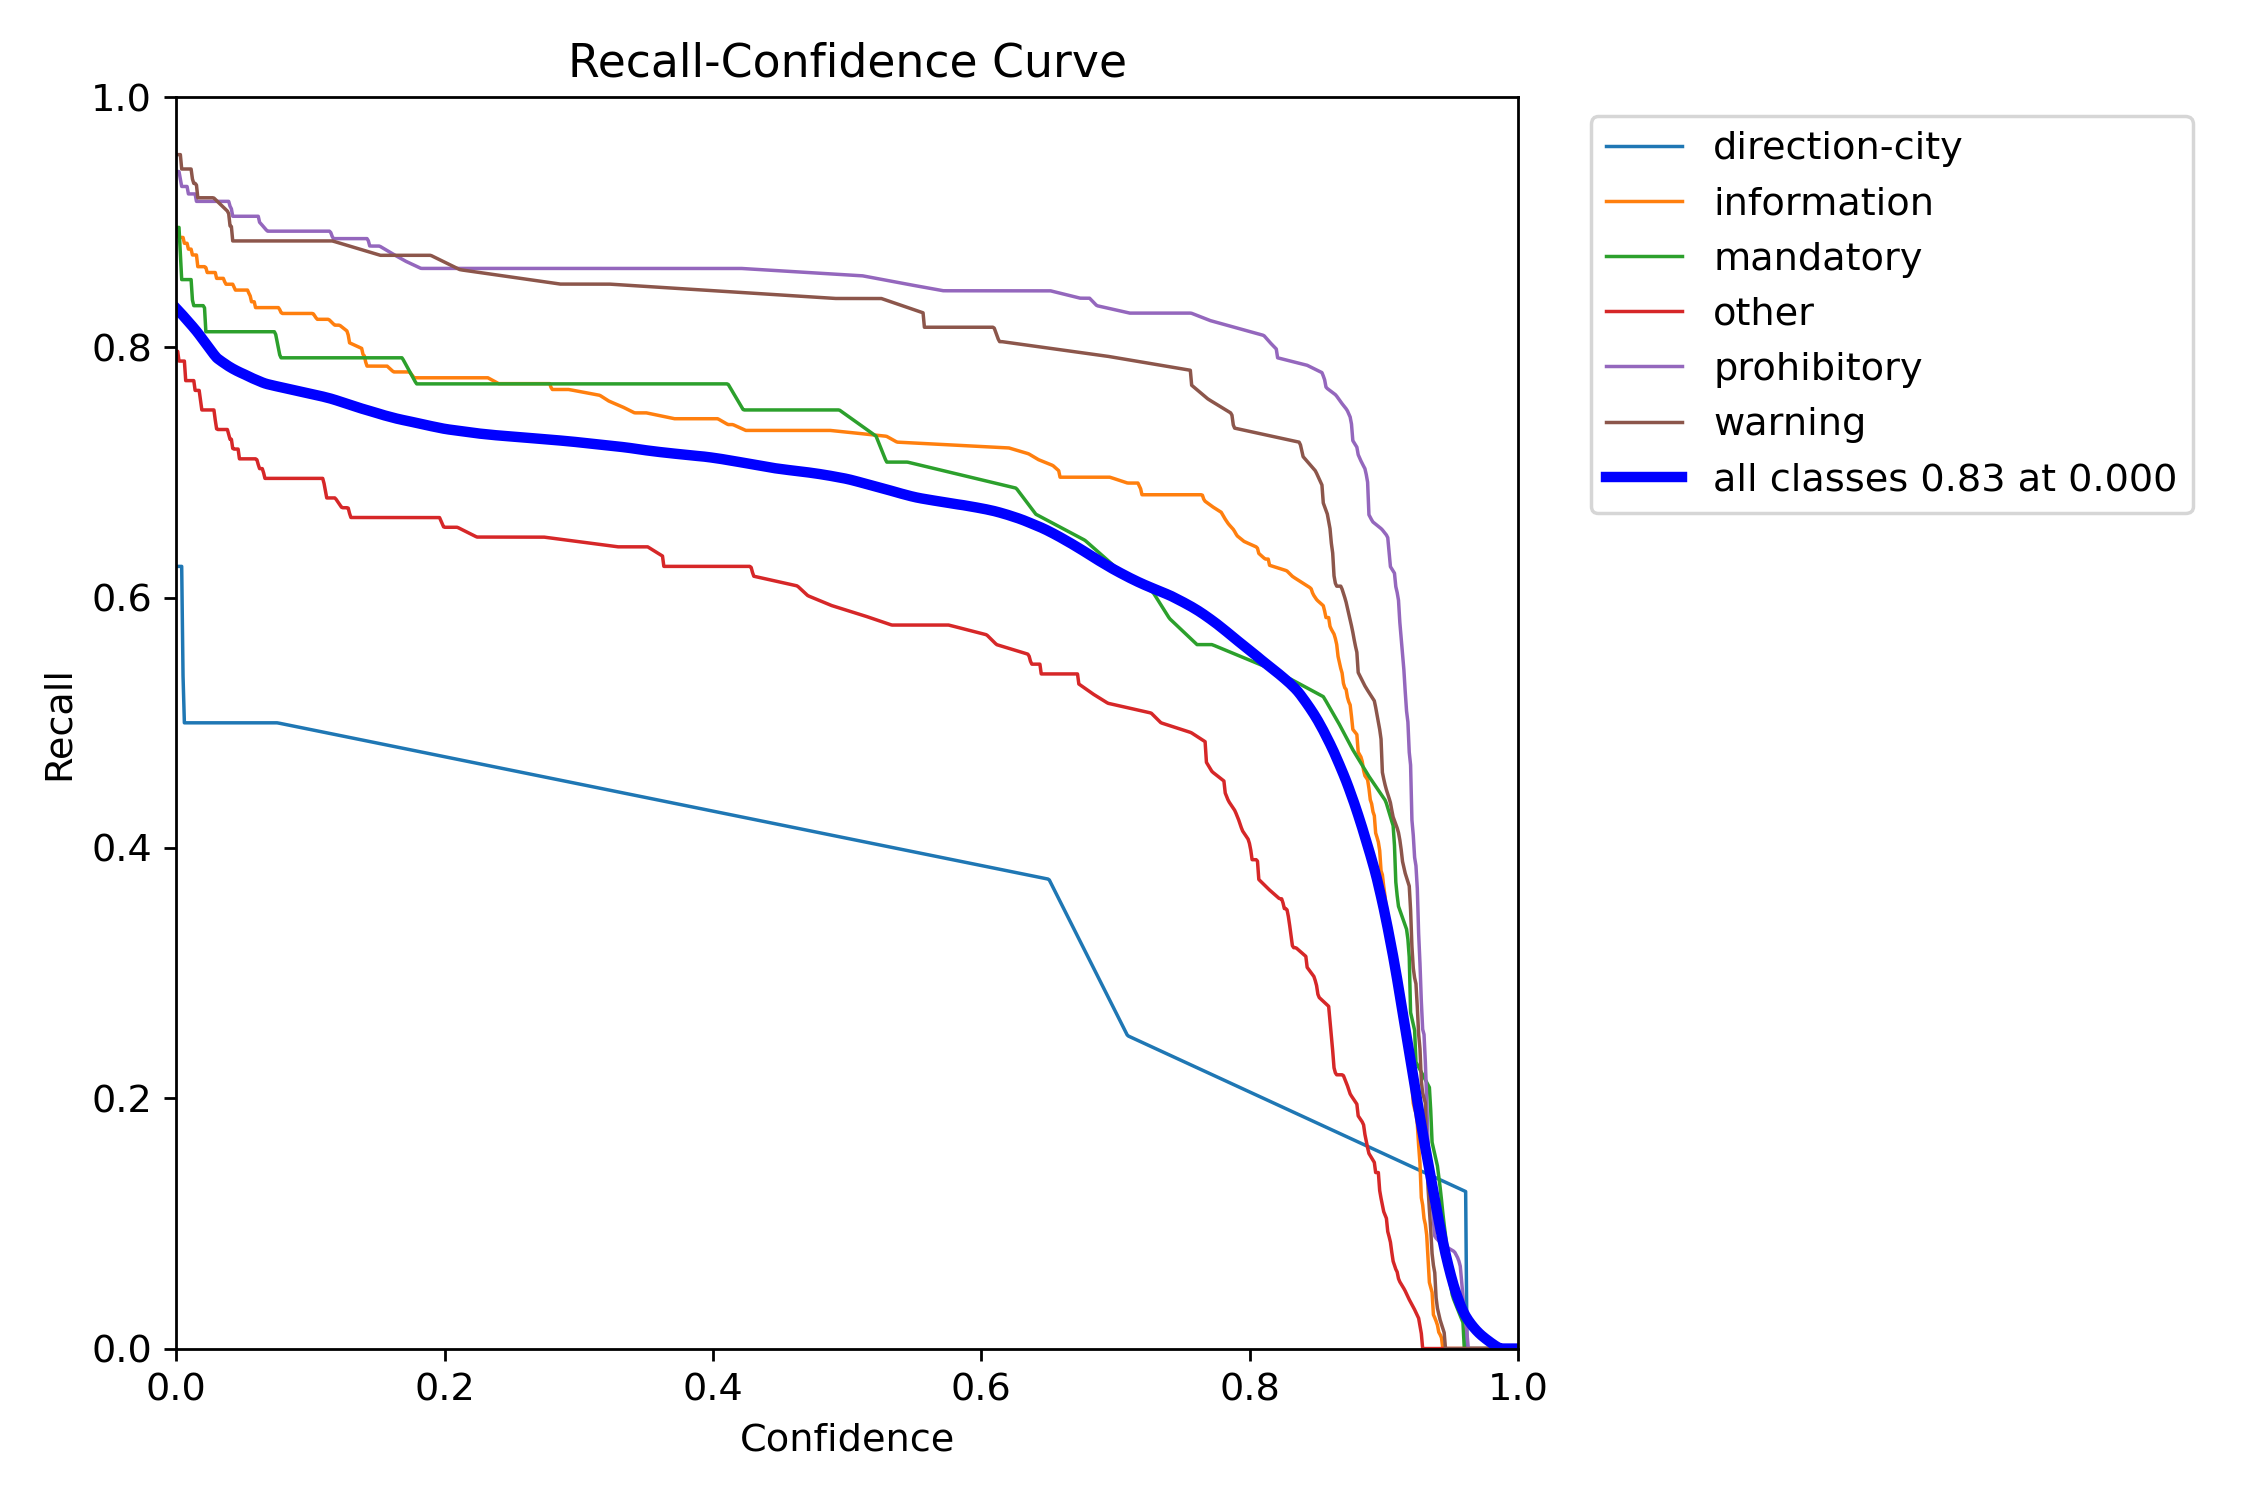 Recall-Confidence Curve
1.0
0.8
0.6
0.4
0.2
0.0
Recall
0.0 0.2 0.4 0.6 0.8 1.0
Confidence
direction-city
information
mandatory
other
prohibitory
warning
all classes 0.83 at 0.000